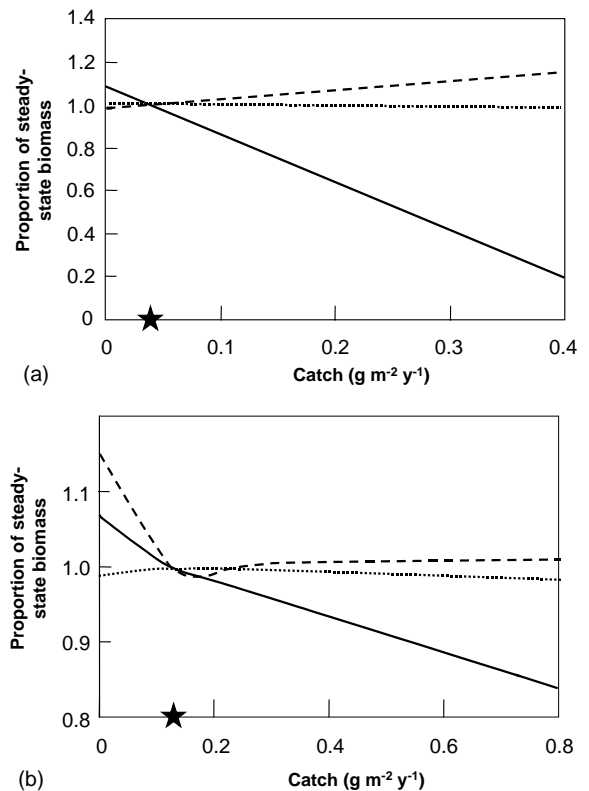 1.4
1.2
1.0
0.8
0.6
0.4
0.2
0
Proportion of steady-
state biomass
0 0.1 0.2 0.3 0.4
(a)
Catch (g m⁻² y⁻¹)
1.1
1.0
0.9
0.8
Proportion of steady-
state biomass
0 0.2 0.4 0.6 0.8
(b)
Catch (g m⁻² y⁻¹)